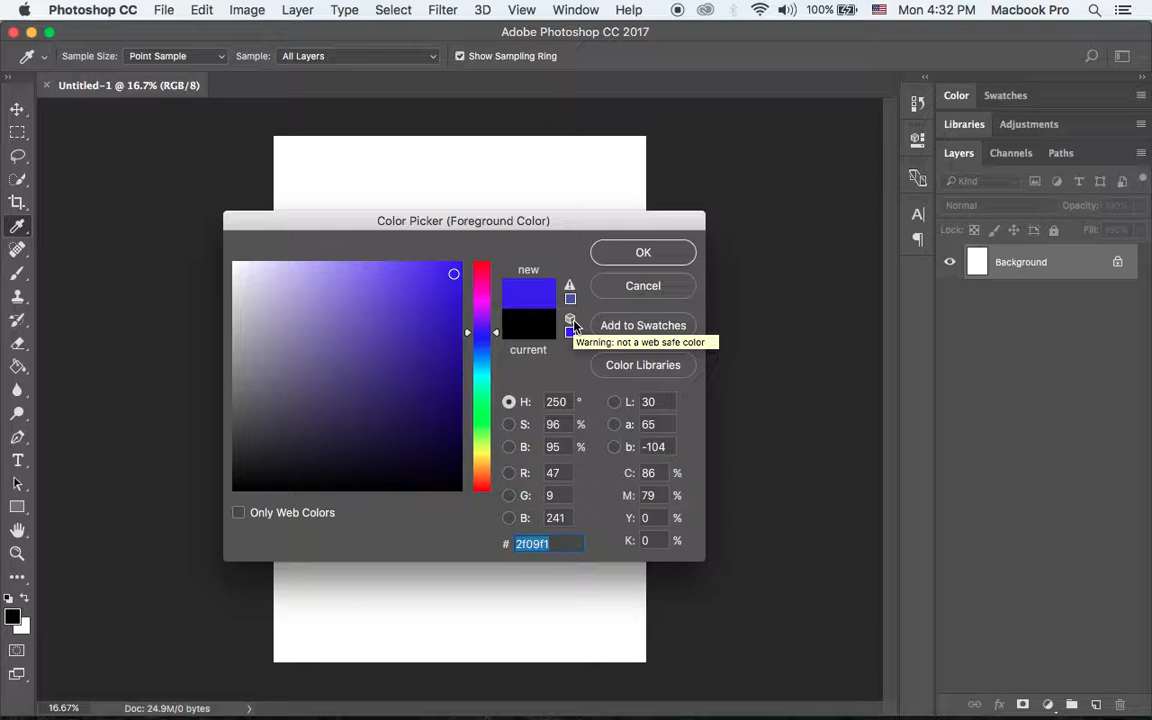 Photoshop CC File Edit Image Layer Type Select Filter 3D View Window Help 100% Mon 4:32 PM Macbook Pro
Adobe Photoshop CC 2017
Sample Size: Point Sample Sample: All Layers Show Sampling Ring
Untitled-1 @ 16.7% (RGB/8)
Color Swatches
Libraries Adjustments
Layers Channels Paths
Kind
Normal Opacity: 100%
Lock: Fill: 100%
Background
Color Picker (Foreground Color)
new
current
OK
Cancel
Add to Swatches
Warning: not a web safe color
Color Libraries
H: 250 ° L: 30
S: 96 % a: 65
B: 95 % b: -104
R: 47 C: 86 %
G: 9 M: 79 %
B: 241 Y: 0 %
# 2f09f1 K: 0 %
Only Web Colors
T
A
fx
16.67% Doc: 24.9M/0 bytes